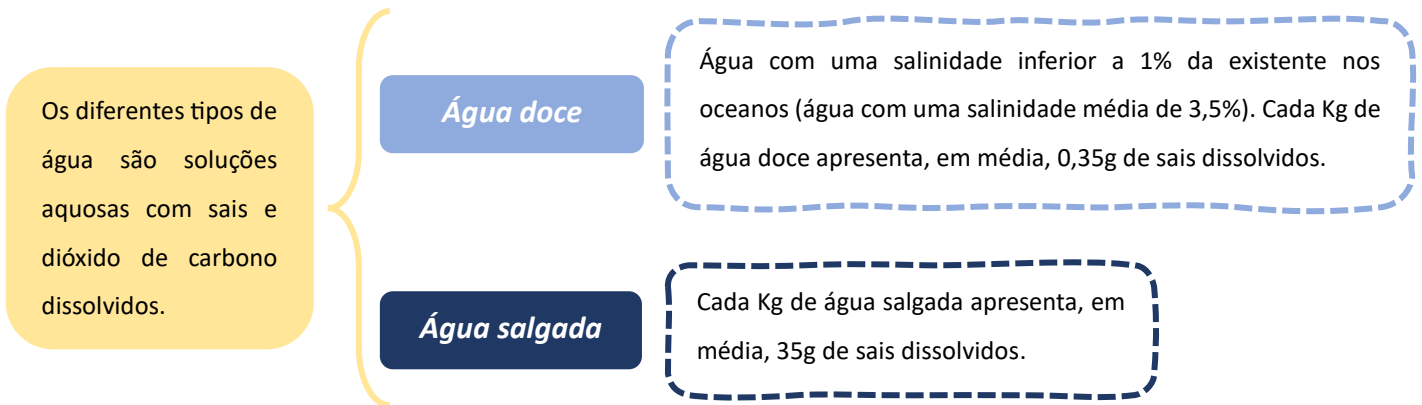 Os diferentes tipos de
água são soluções
aquosas com sais e
dióxido de carbono
dissolvidos.
Água doce
Água com uma salinidade inferior a 1% da existente nos
oceanos (água com uma salinidade média de 3,5%). Cada Kg de
água doce apresenta, em média, 0,35g de sais dissolvidos.
Água salgada
Cada Kg de água salgada apresenta, em
média, 35g de sais dissolvidos.